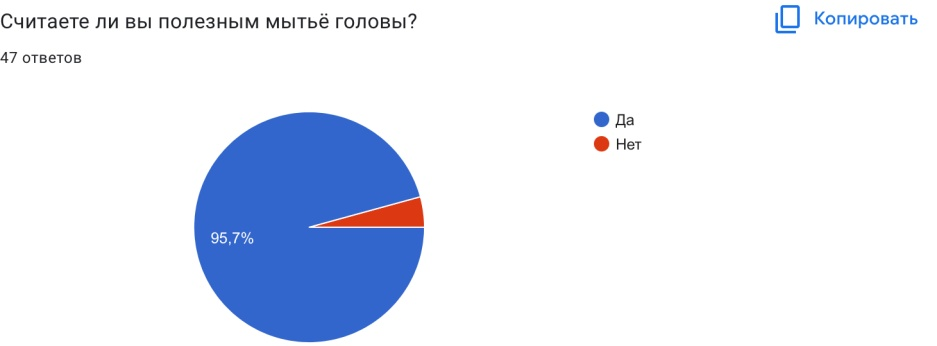 Считаете ли вы полезным мытьё головы?
Копировать
47 ответов
Да
Нет
95,7%